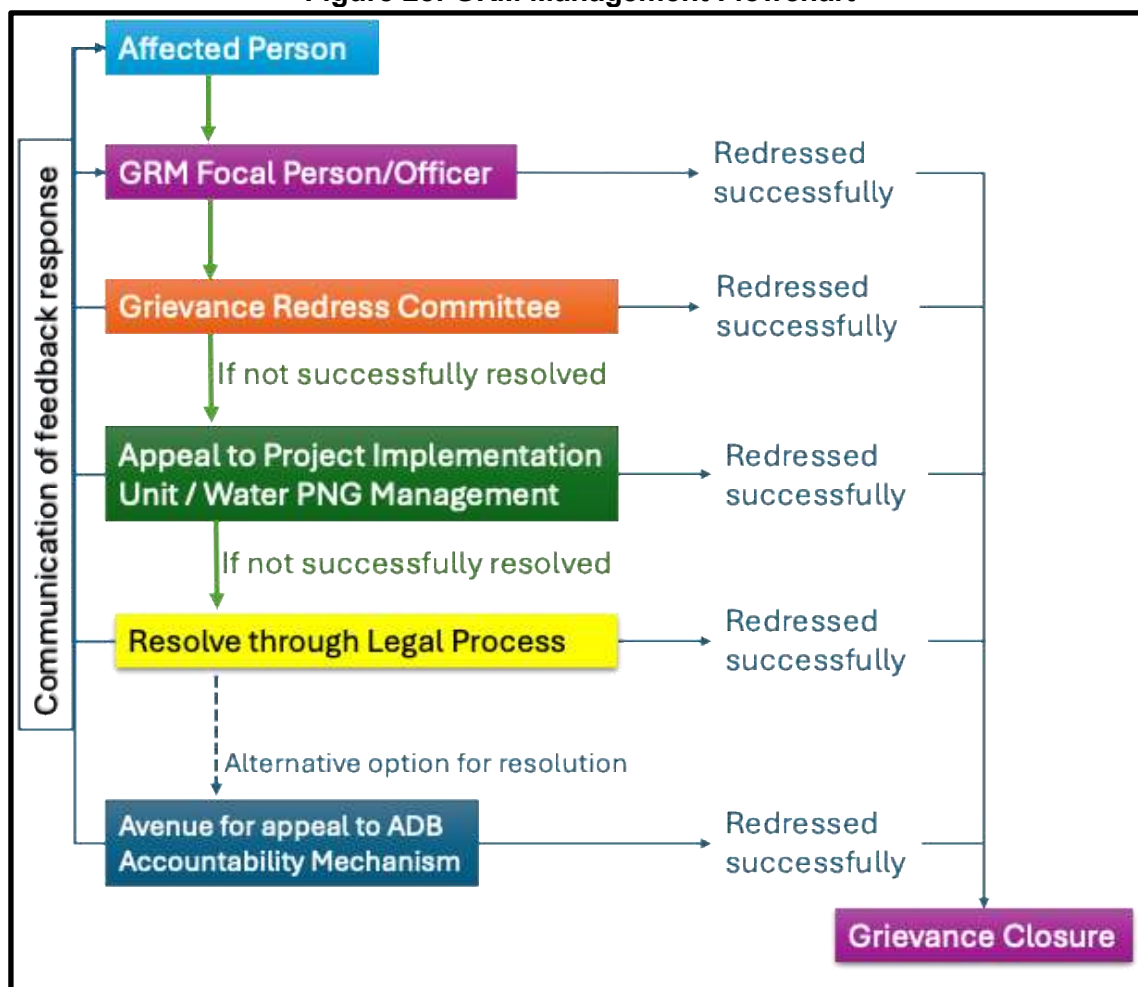 Affected Person
GRM Focal Person/Officer
Redressed
successfully
Grievance Redress Committee
Redressed
successfully
If not successfully resolved
Appeal to Project Implementation
Unit / Water PNG Management
Redressed
successfully
If not successfully resolved
Resolve through Legal Process
Redressed
successfully
Alternative option for resolution
Avenue for appeal to ADB
Accountability Mechanism
Redressed
successfully
Grievance Closure
Communication of feedback response